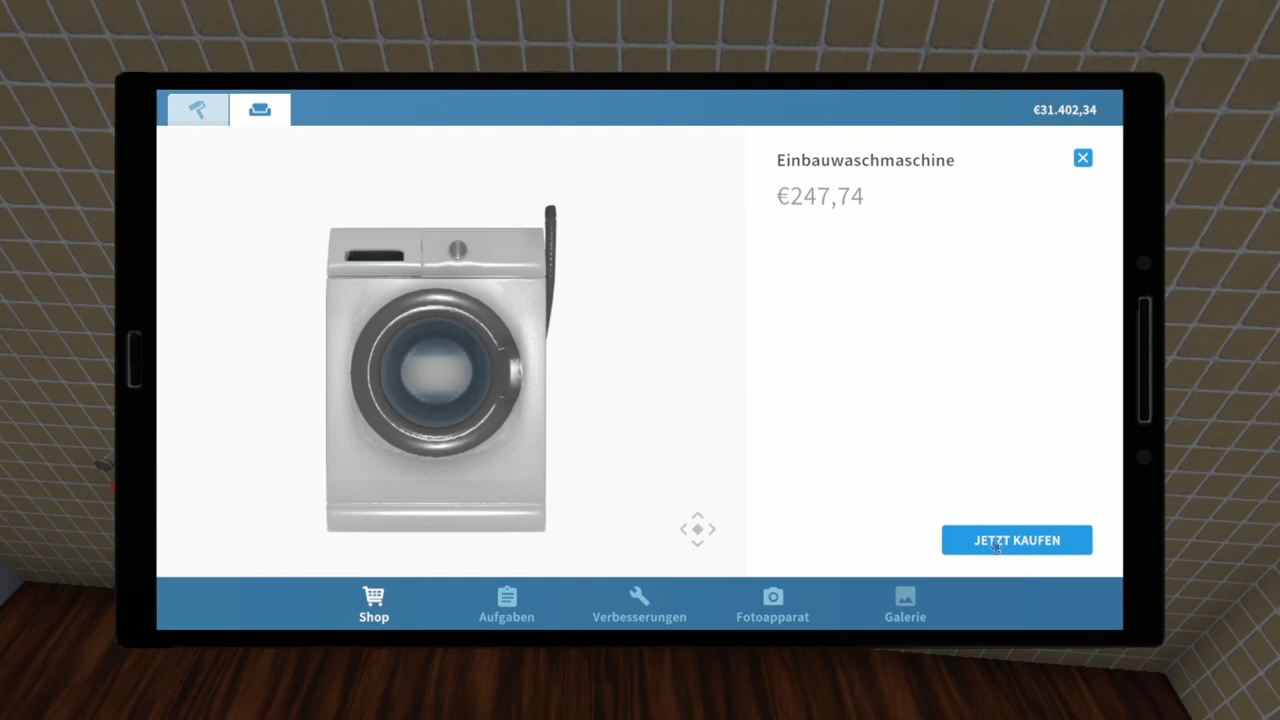 €31.402,34
Einbauwaschmaschine
€247,74
JETZT KAUFEN
Shop
Aufgaben
Verbesserungen
Fotoapparat
Galerie